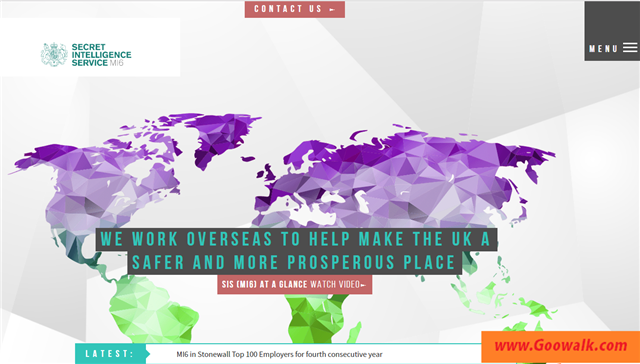 CONTACT US
SECRET
INTELLIGENCE
SERVICE MI6
MENU
WE WORK OVERSEAS TO HELP MAKE THE UK A
SAFER AND MORE PROSPEROUS PLACE
SIS (MI6) AT A GLANCE WATCH VIDEO
LATEST:
MI6 in Stonewall Top 100 Employers for fourth consecutive year
www.Goowalk.com